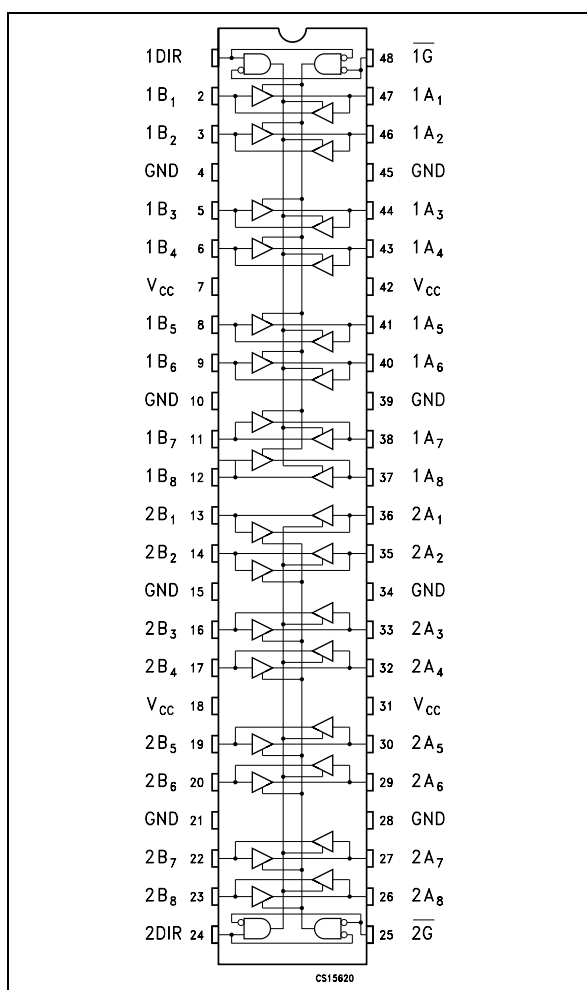 1DIR 48 1G
1B1 2 47 1A1
1B2 3 46 1A2
GND 4 45 GND
1B3 5 44 1A3
1B4 6 43 1A4
VCC 7 42 VCC
1B5 8 41 1A5
1B6 9 40 1A6
GND 10 39 GND
1B7 11 38 1A7
1B8 12 37 1A8
2B1 13 36 2A1
2B2 14 35 2A2
GND 15 34 GND
2B3 16 33 2A3
2B4 17 32 2A4
VCC 18 31 VCC
2B5 19 30 2A5
2B6 20 29 2A6
GND 21 28 GND
2B7 22 27 2A7
2B8 23 26 2A8
2DIR 24 25 2G
CS15620